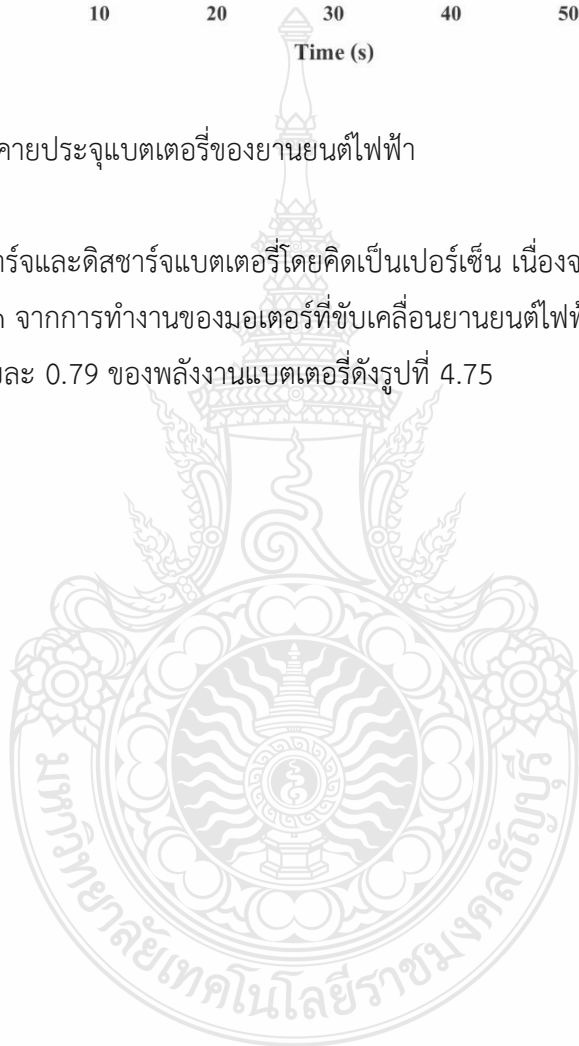 10 20 30 40 50
Time (s)
คายประจุแบตเตอรี่ของยานยนต์ไฟฟ้า
ร์จและดิสชาร์จแบตเตอรี่โดยคิดเป็นเปอร์เซ็น เนื่องจ
จากการทำงานของมอเตอร์ที่ขับเคลื่อนยานยนต์ไฟฟ้
ละ 0.79 ของพลังงานแบตเตอรี่ดังรูปที่ 4.75
มหาวิทยาลัยเทคโนโลยีราชมงคลธัญบุรี